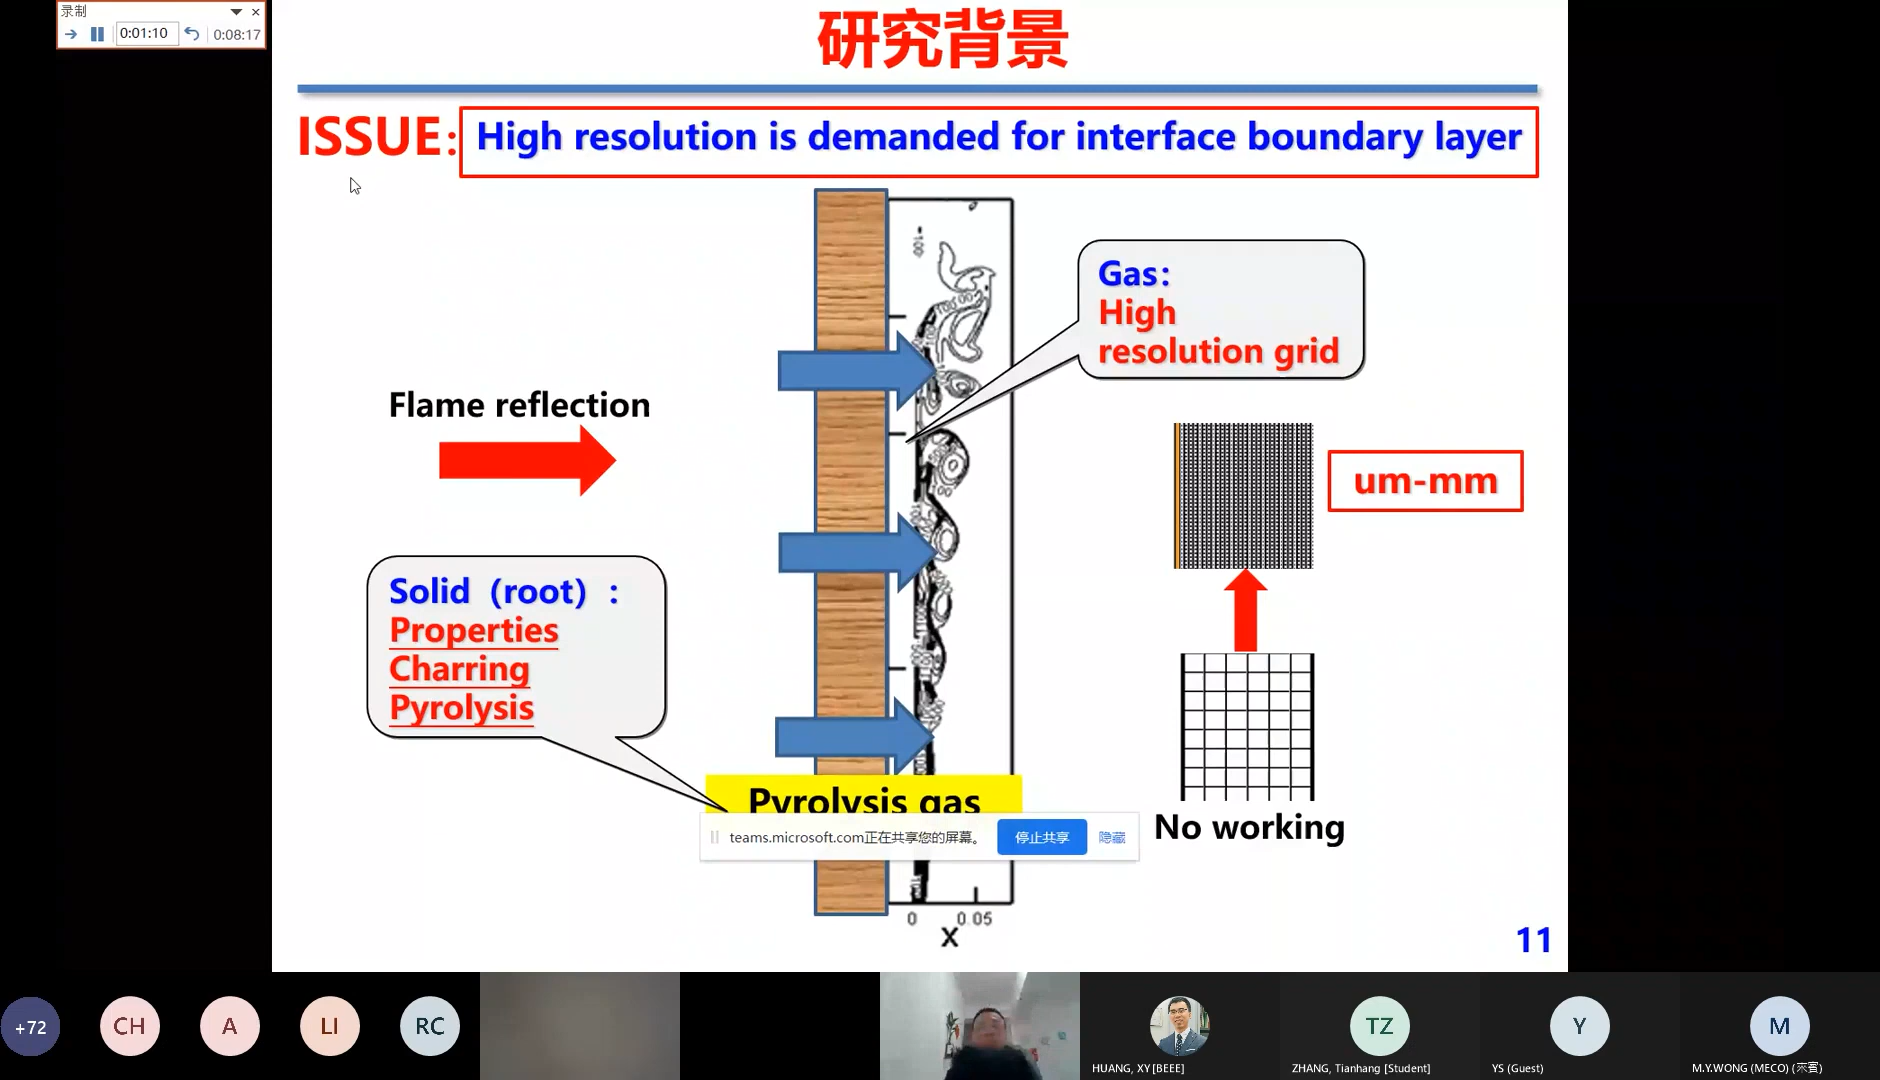 录制
0:01:10
0:08:17
研究背景
ISSUE:
High resolution is demanded for interface boundary layer
Gas:
High
resolution grid
Flame reflection
um-mm
Solid（root）:
Properties
Charring
Pyrolysis
Pyrolysis gas
teams.microsoft.com正在共享您的屏幕。
停止共享
隐藏
No working
0
0.05
X
11
+72
CH
A
LI
RC
HUANG, XY [BEEE]
TZ
ZHANG, Tianhang [Student]
Y
YS (Guest)
M
M.Y.WONG (MECO) (来宾)